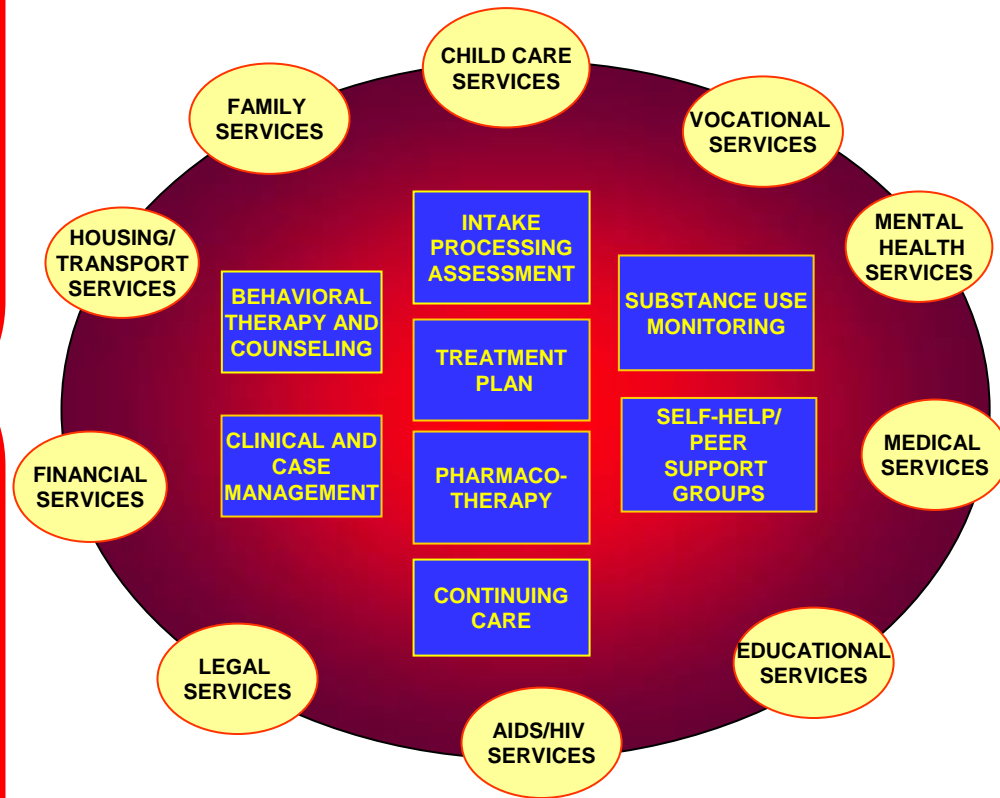 CHILD CARE
SERVICES
FAMILY
SERVICES
VOCATIONAL
SERVICES
HOUSING/
TRANSPORT
SERVICES
MENTAL
HEALTH
SERVICES
INTAKE
PROCESSING
ASSESSMENT
BEHAVIORAL
THERAPY AND
COUNSELING
SUBSTANCE USE
MONITORING
TREATMENT
PLAN
CLINICAL AND
CASE
MANAGEMENT
PHARMACO-
THERAPY
SELF-HELP/
PEER
SUPPORT
GROUPS
FINANCIAL
SERVICES
MEDICAL
SERVICES
CONTINUING
CARE
LEGAL
SERVICES
EDUCATIONAL
SERVICES
AIDS/HIV
SERVICES